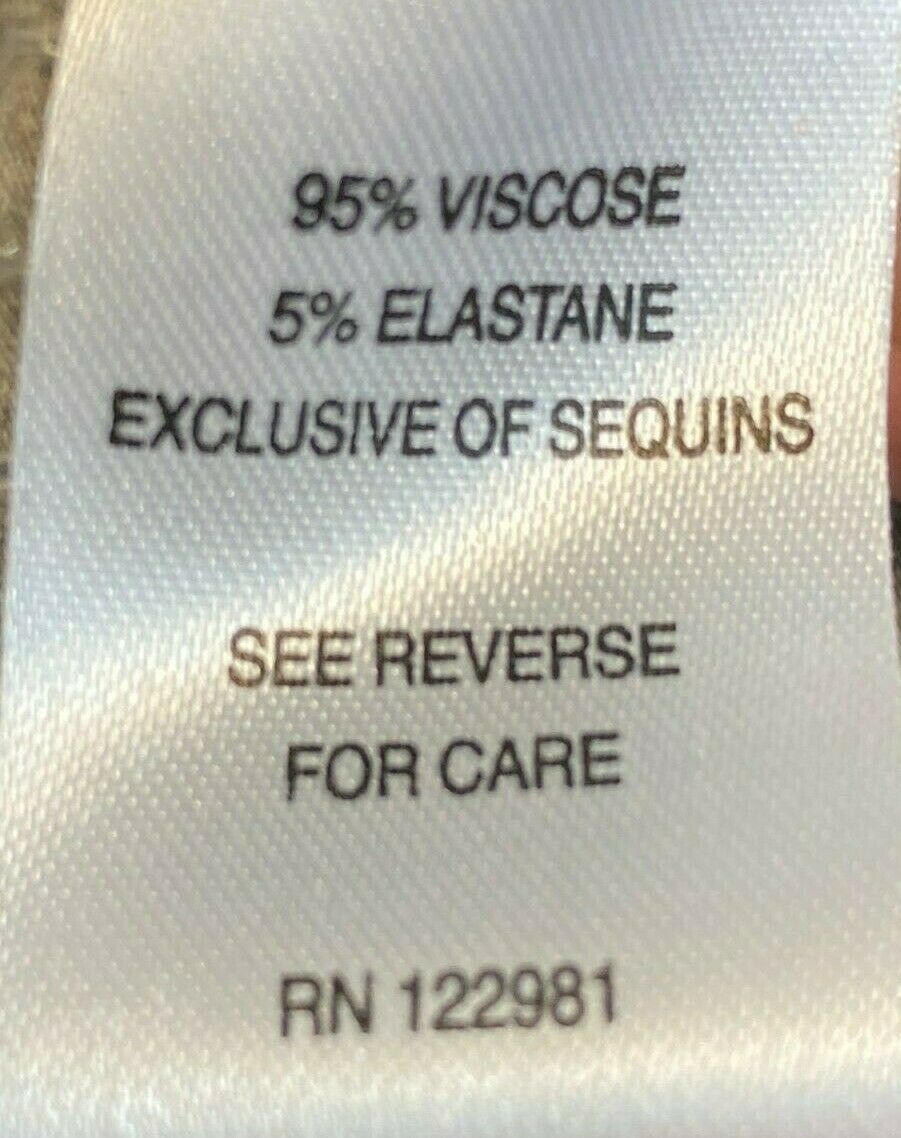 95% VISCOSE
5% ELASTANE
EXCLUSIVE OF SEQUINS
SEE REVERSE
FOR CARE
RN 122981